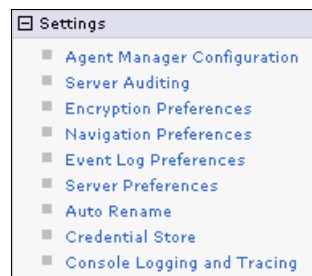 Settings
Agent Manager Configuration
Server Auditing
Encryption Preferences
Navigation Preferences
Event Log Preferences
Server Preferences
Auto Rename
Credential Store
Console Logging and Tracing